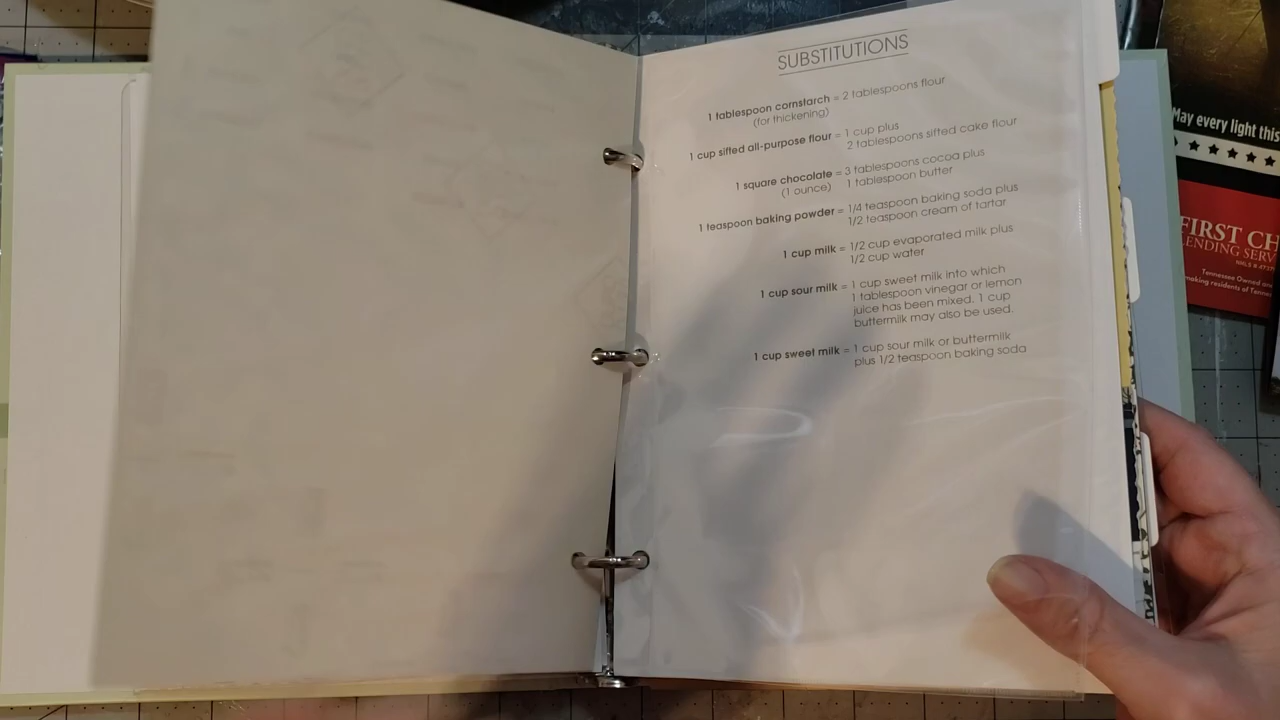 SUBSTITUTIONS
1 tablespoon cornstarch = 2 tablespoons flour
(for thickening)
1 cup sifted all-purpose flour = 1 cup plus
2 tablespoons sifted cake flour
1 square chocolate = 3 tablespoons cocoa plus
(1 ounce) 1 tablespoon butter
1 teaspoon baking powder = 1/4 teaspoon baking soda plus
1/2 teaspoon cream of tartar
1 cup milk = 1/2 cup evaporated milk plus
1/2 cup water
1 cup sour milk = 1 cup sweet milk into which
1 tablespoon vinegar or lemon
juice has been mixed. 1 cup
buttermilk may also be used.
1 cup sweet milk = 1 cup sour milk or buttermilk
plus 1/2 teaspoon baking soda
May every light this
FIRST CH
LENDING SERV
Tennessee Owned and
making residents of Tenne